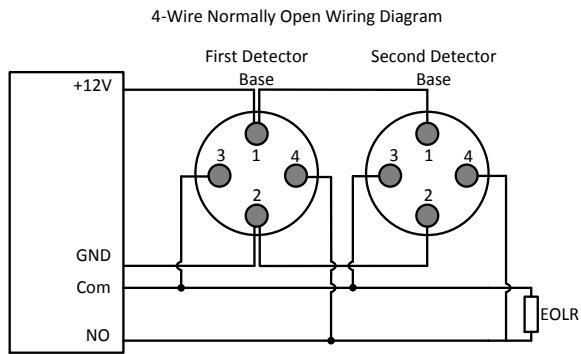 4-Wire Normally Open Wiring Diagram
First Detector
Base
Second Detector
Base
+12V
1
3
4
2
1
3
4
2
GND
Com
NO
EOLR